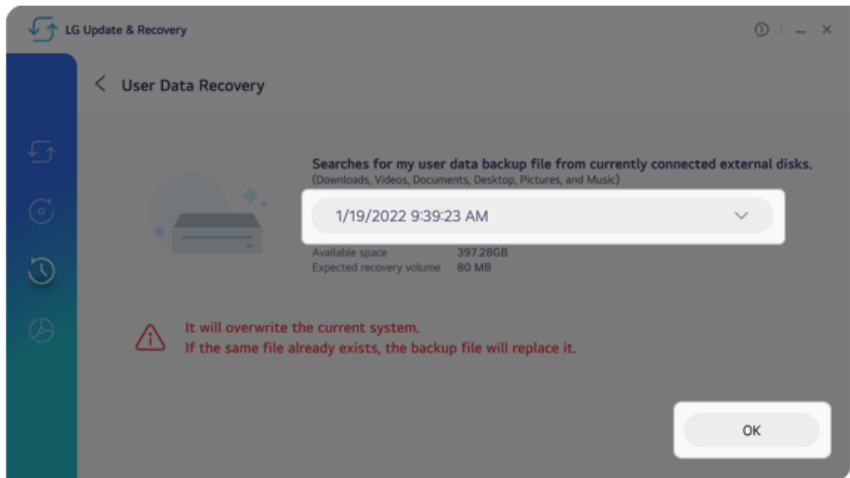 LG Update & Recovery
User Data Recovery
Searches for my user data backup file from currently connected external disks.
(Downloads, Videos, Documents, Desktop, Pictures, and Music)
1/19/2022 9:39:23 AM
Available space 397.28GB
Expected recovery volume 80 MB
It will overwrite the current system.
If the same file already exists, the backup file will replace it.
OK